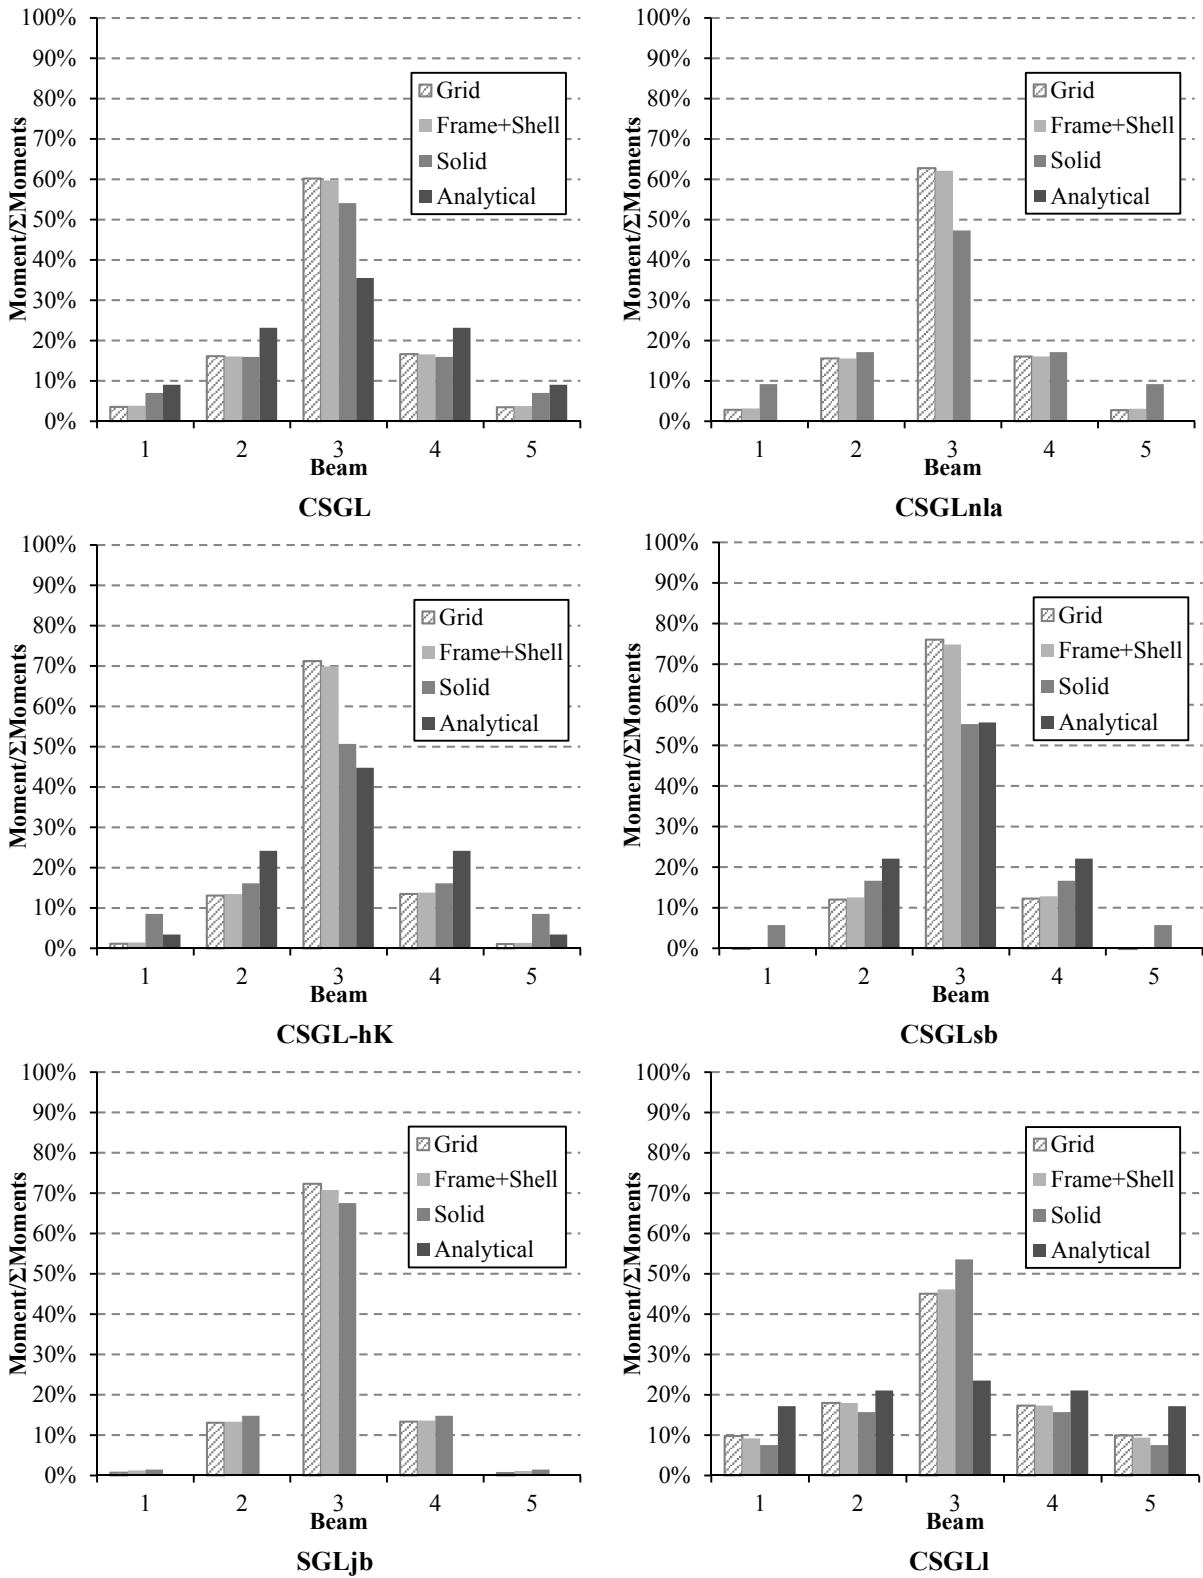 100%
90%
80%
70%
60%
50%
40%
30%
20%
10%
0%
Moment/ΣMoments
Grid
Frame+Shell
Solid
Analytical
1 2 3 4 5
Beam
CSGL
100%
90%
80%
70%
60%
50%
40%
30%
20%
10%
0%
Moment/ΣMoments
Grid
Frame+Shell
Solid
Analytical
1 2 3 4 5
Beam
CSGLnla
100%
90%
80%
70%
60%
50%
40%
30%
20%
10%
0%
Moment/ΣMoments
Grid
Frame+Shell
Solid
Analytical
1 2 3 4 5
Beam
CSGL-hK
100%
90%
80%
70%
60%
50%
40%
30%
20%
10%
0%
Moment/ΣMoments
Grid
Frame+Shell
Solid
Analytical
1 2 3 4 5
Beam
CSGLsb
100%
90%
80%
70%
60%
50%
40%
30%
20%
10%
0%
Moment/ΣMoments
Grid
Frame+Shell
Solid
Analytical
1 2 3 4 5
Beam
SGLjb
100%
90%
80%
70%
60%
50%
40%
30%
20%
10%
0%
Moment/ΣMoments
Grid
Frame+Shell
Solid
Analytical
1 2 3 4 5
Beam
CSGLl